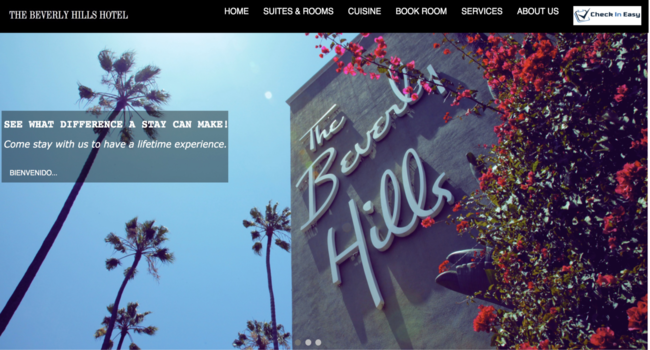 THE BEVERLY HILLS HOTEL
HOME SUITES & ROOMS CUISINE BOOK ROOM SERVICES ABOUT US
Check In Easy
SEE WHAT DIFFERENCE A STAY CAN MAKE!
Come stay with us to have a lifetime experience.
BIENVENIDO...
The
Beverly
Hills